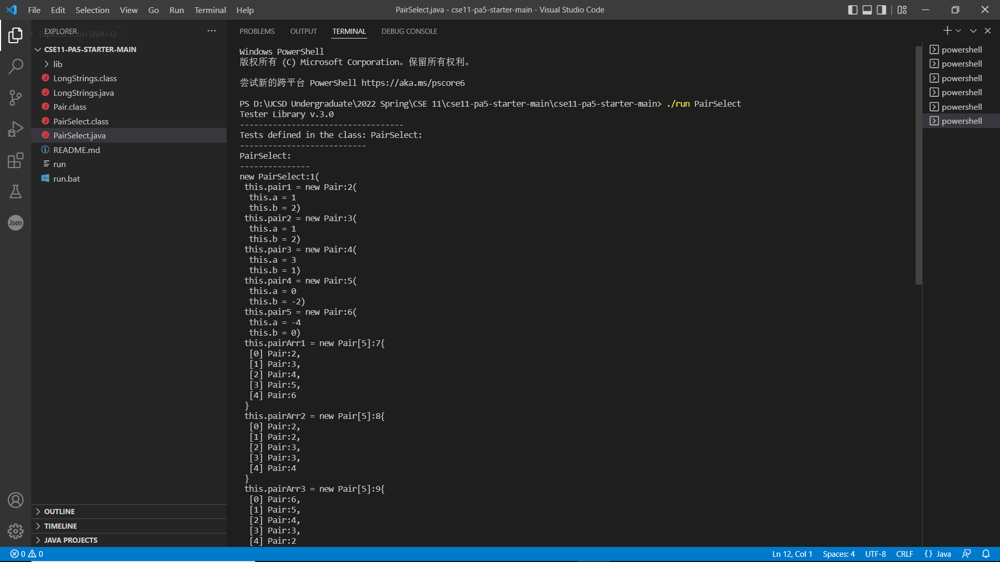 File Edit Selection View Go Run Terminal Help
PairSelect.java - cse11-pa5-starter-main - Visual Studio Code
EXPLORER
Explorer (Ctrl+Shift+E)
CSE11-PA5-STARTER-MAIN
lib
LongStrings.class
LongStrings.java
Pair.class
PairSelect.class
PairSelect.java
README.md
run
run.bat
Json
OUTLINE
TIMELINE
JAVA PROJECTS
PROBLEMS OUTPUT TERMINAL DEBUG CONSOLE
Windows PowerShell
版权所有 (C) Microsoft Corporation。保留所有权利。
尝试新的跨平台 PowerShell https://aka.ms/pscore6
PS D:\UCSD Undergraduate\2022 Spring\CSE 11\cse11-pa5-starter-main\cse11-pa5-starter-main> ./run PairSelect
Tester Library v.3.0
-----------------------------------
Tests defined in the class: PairSelect:
---------------------------
PairSelect:
---------------
new PairSelect:1(
this.pair1 = new Pair:2(
this.a = 1
this.b = 2)
this.pair2 = new Pair:3(
this.a = 1
this.b = 2)
this.pair3 = new Pair:4(
this.a = 3
this.b = 1)
this.pair4 = new Pair:5(
this.a = 0
this.b = -2)
this.pair5 = new Pair:6(
this.a = -4
this.b = 0)
this.pairArr1 = new Pair[5]:7{
[0] Pair:2,
[1] Pair:3,
[2] Pair:4,
[3] Pair:5,
[4] Pair:6
}
this.pairArr2 = new Pair[5]:8{
[0] Pair:2,
[1] Pair:2,
[2] Pair:3,
[3] Pair:3,
[4] Pair:4
}
this.pairArr3 = new Pair[5]:9{
[0] Pair:6,
[1] Pair:5,
[2] Pair:4,
[3] Pair:3,
[4] Pair:2
powershell
powershell
powershell
powershell
powershell
powershell
0 0
Ln 12, Col 1 Spaces: 4 UTF-8 CRLF {} Java